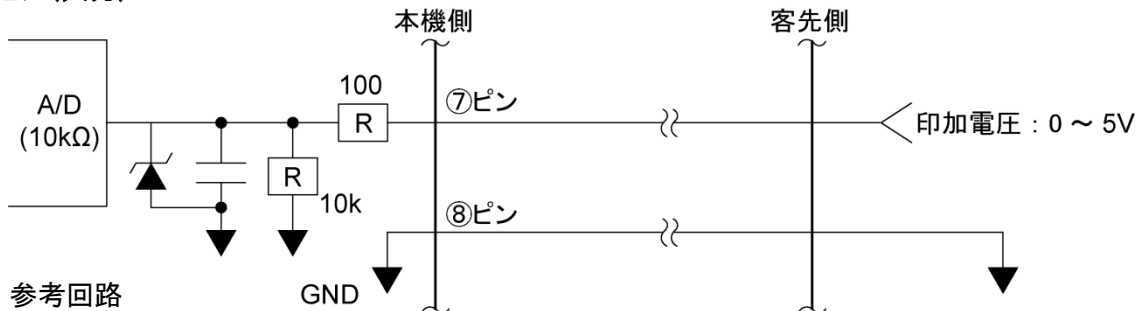 本機側
客先側
100
A/D
(10kΩ)
R
⑦ピン
印加電圧：0 ～ 5V
R
10k
⑧ピン
参考回路
GND